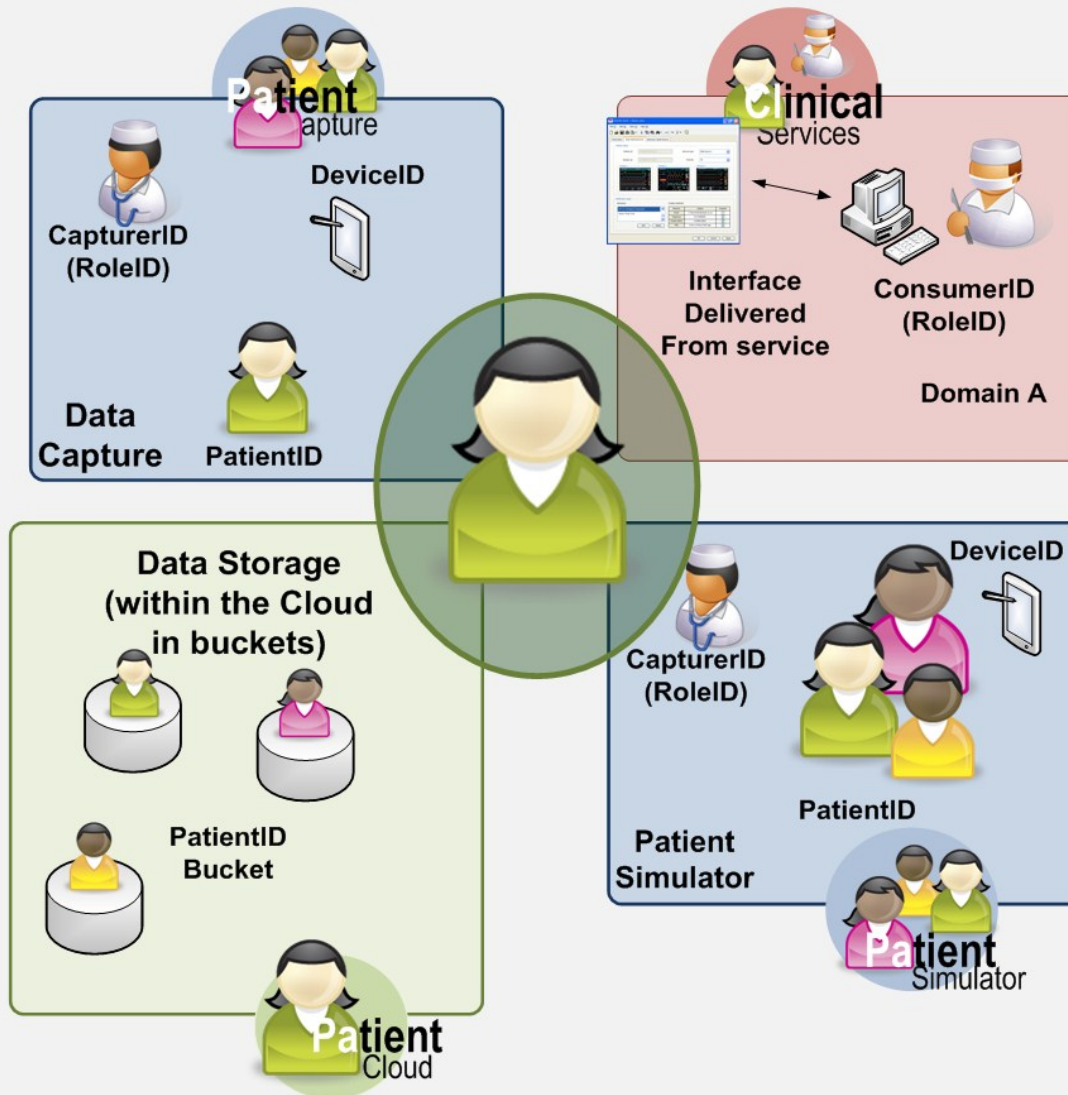 Patient
Capture
CapturerID
(RoleID)
DeviceID
PatientID
Data
Capture
Clinical
Services
Interface
Delivered
From service
ConsumerID
(RoleID)
Domain A
Data Storage
(within the Cloud
in buckets)
PatientID
Bucket
Patient
Cloud
CapturerID
(RoleID)
DeviceID
PatientID
Patient
Simulator
Patient
Simulator